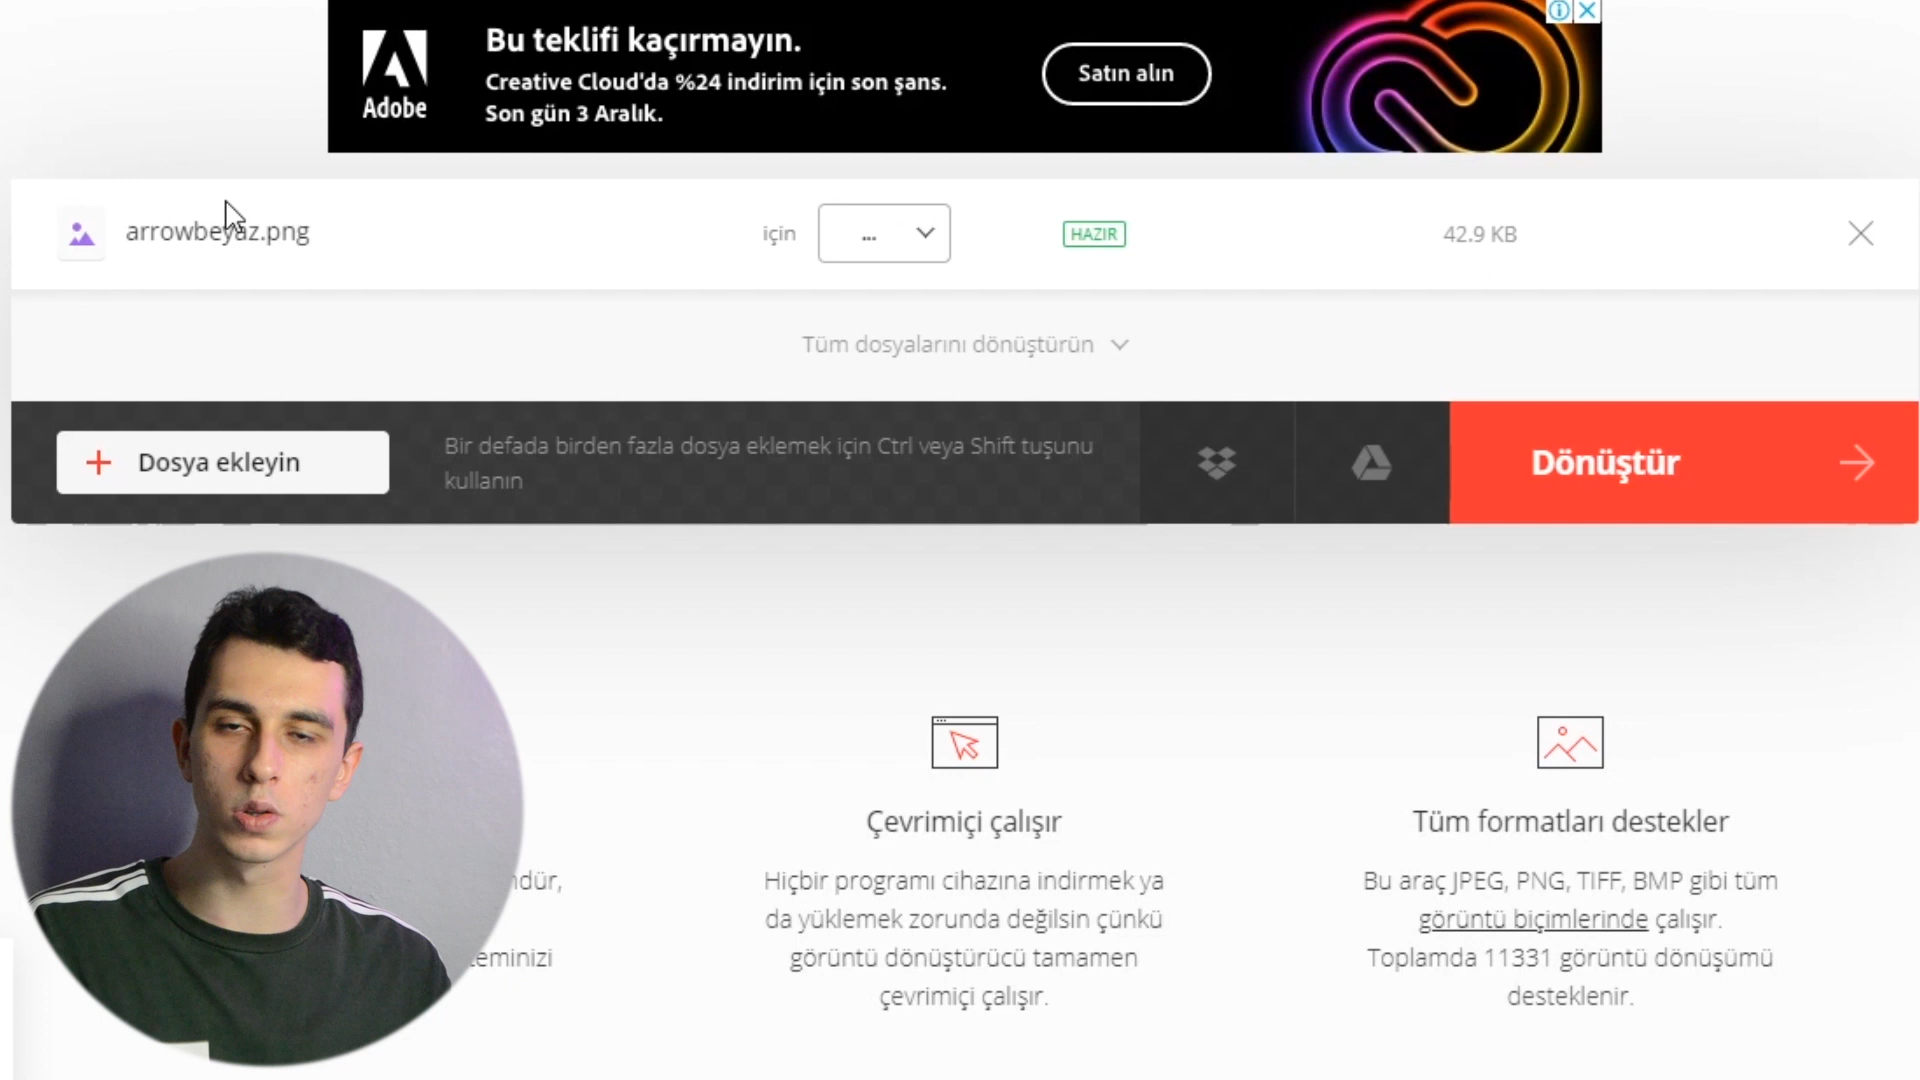 Adobe
Bu teklifi kaçırmayın.
Creative Cloud'da %24 indirim için son şans.
Son gün 3 Aralık.
Satın alın
arrowbeyaz.png
için
...
HAZIR
42.9 KB
Tüm dosyalarını dönüştürün
Dosya ekleyin
Bir defada birden fazla dosya eklemek için Ctrl veya Shift tuşunu
kullanın
Dönüştür
Çevrimiçi çalışır
Hiçbir programı cihazına indirmek ya
da yüklemek zorunda değilsin çünkü
görüntü dönüştürücü tamamen
çevrimiçi çalışır.
Tüm formatları destekler
Bu araç JPEG, PNG, TIFF, BMP gibi tüm
görüntü biçimlerinde çalışır.
Toplamda 11331 görüntü dönüşümü
desteklenir.